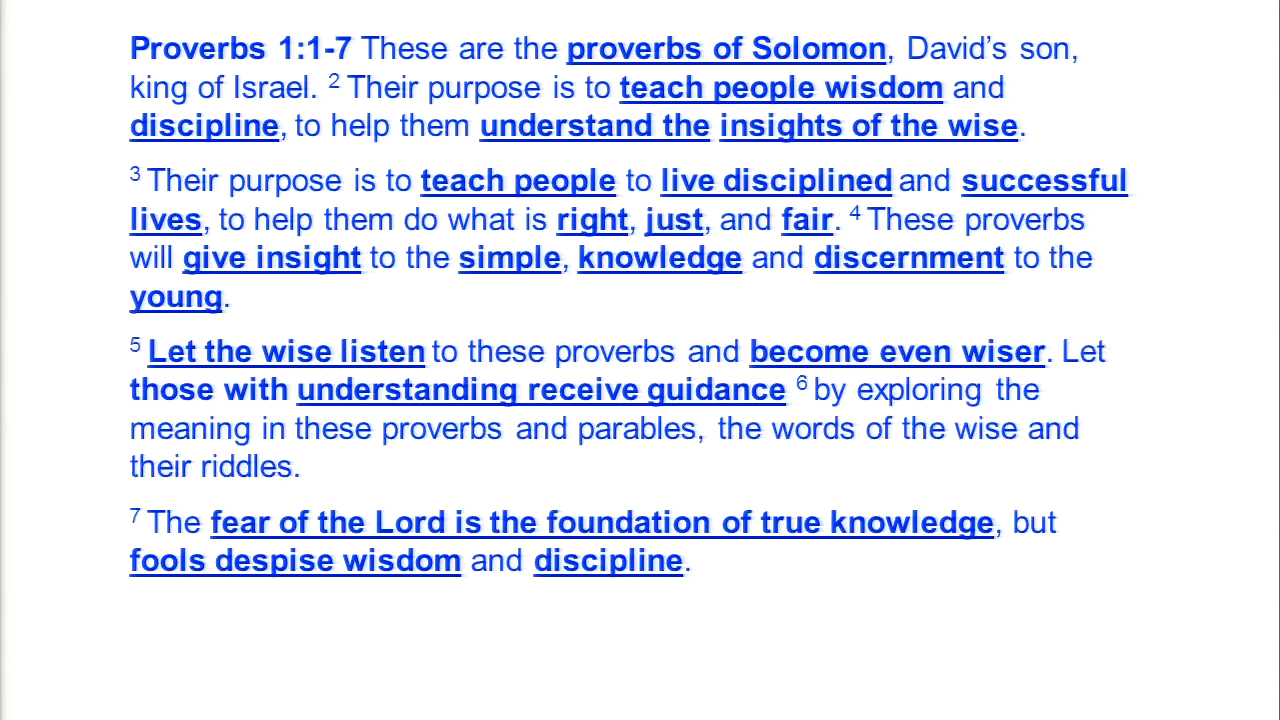 Proverbs 1:1-7 These are the proverbs of Solomon, David’s son,
king of Israel. 2 Their purpose is to teach people wisdom and
discipline, to help them understand the insights of the wise.
3 Their purpose is to teach people to live disciplined and successful
lives, to help them do what is right, just, and fair. 4 These proverbs
will give insight to the simple, knowledge and discernment to the
young.
5 Let the wise listen to these proverbs and become even wiser. Let
those with understanding receive guidance 6 by exploring the
meaning in these proverbs and parables, the words of the wise and
their riddles.
7 The fear of the Lord is the foundation of true knowledge, but
fools despise wisdom and discipline.